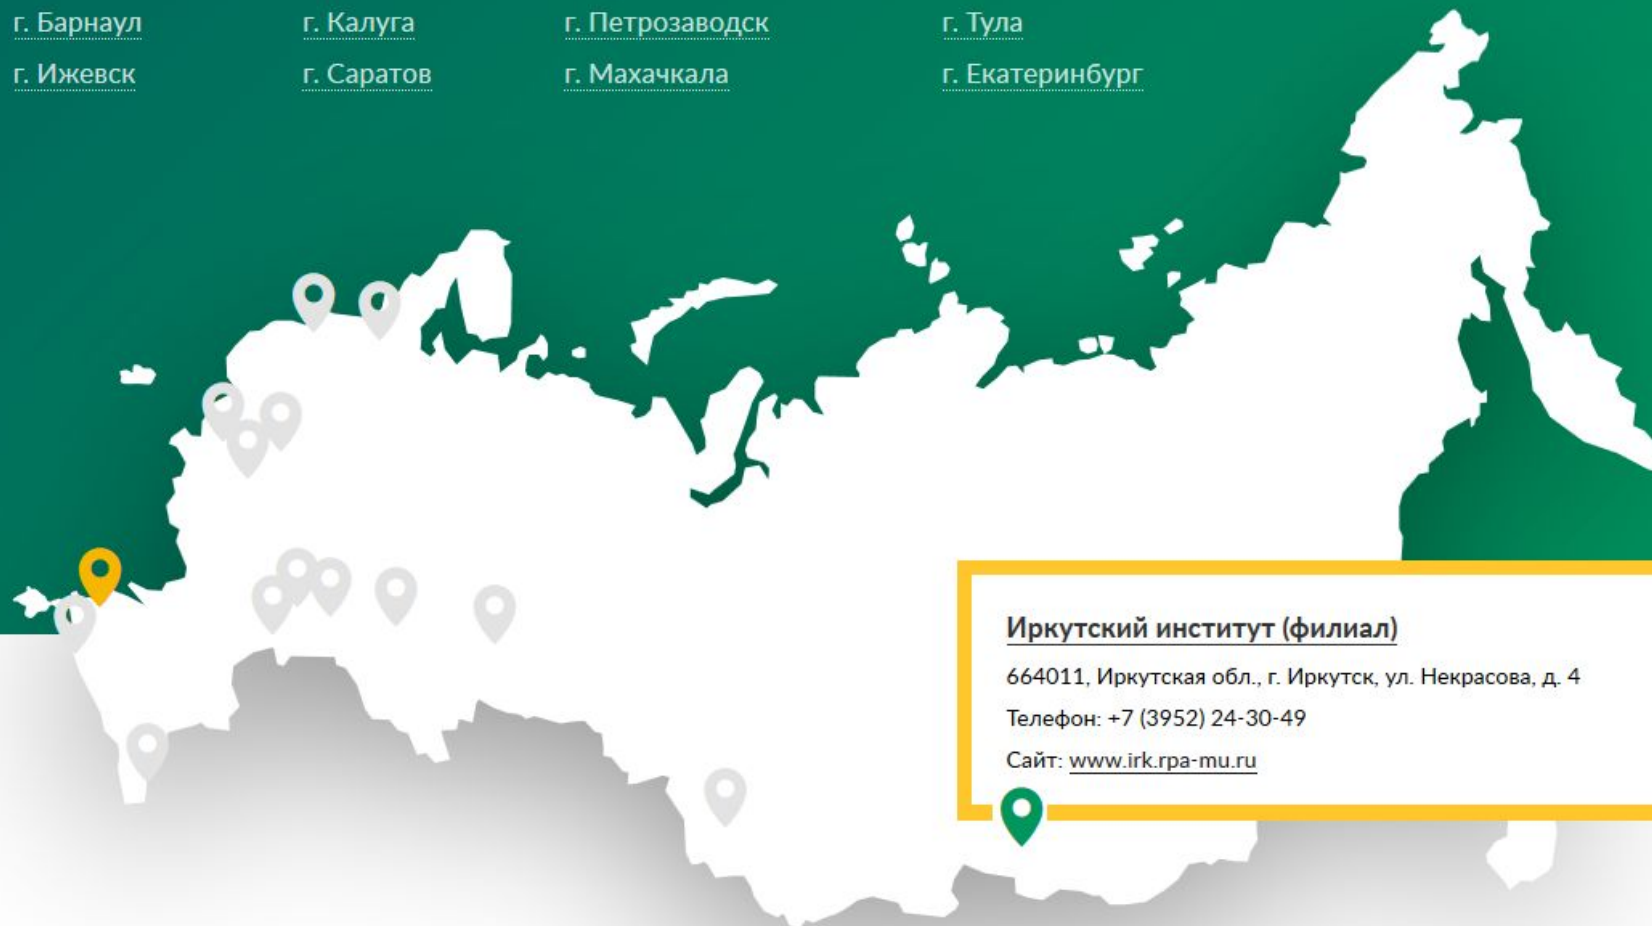 г. Барнаул г. Калуга г. Петрозаводск г. Тула
г. Ижевск г. Саратов г. Махачкала г. Екатеринбург
Иркутский институт (филиал)
664011, Иркутская обл., г. Иркутск, ул. Некрасова, д. 4
Телефон: +7 (3952) 24-30-49
Сайт: www.irk.rpa-mu.ru